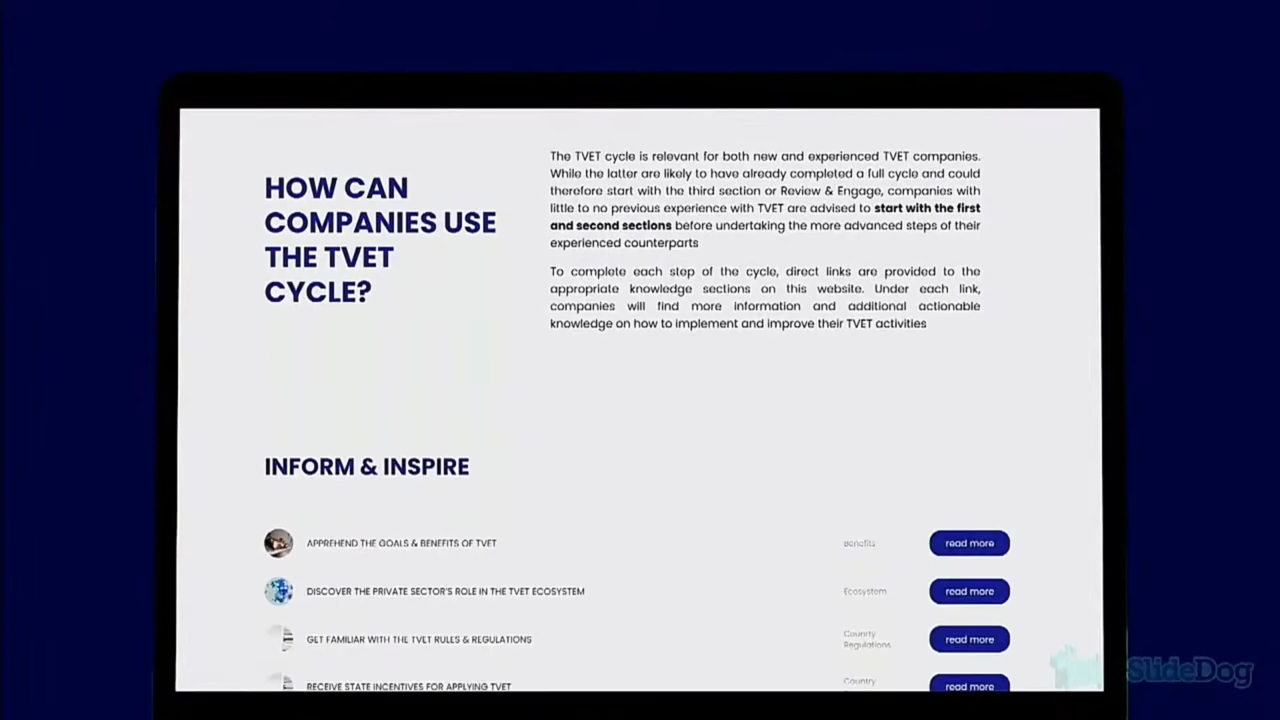 HOW CAN
COMPANIES USE
THE TVET
CYCLE?
The TVET cycle is relevant for both new and experienced TVET companies.
While the latter are likely to have already completed a full cycle and could
therefore start with the third section or Review & Engage, companies with
little to no previous experience with TVET are advised to start with the first
and second sections before undertaking the more advanced steps of their
experienced counterparts
To complete each step of the cycle, direct links are provided to the
appropriate knowledge sections on this website. Under each link,
companies will find more information and additional actionable
knowledge on how to implement and improve their TVET activities
INFORM & INSPIRE
APPREHEND THE GOALS & BENEFITS OF TVET Benefits read more
DISCOVER THE PRIVATE SECTOR'S ROLE IN THE TVET ECOSYSTEM Ecosystem read more
GET FAMILIAR WITH THE TVET RULES & REGULATIONS Country Regulations read more
RECEIVE STATE INCENTIVES FOR APPLYING TVET Country read more
SlideDog